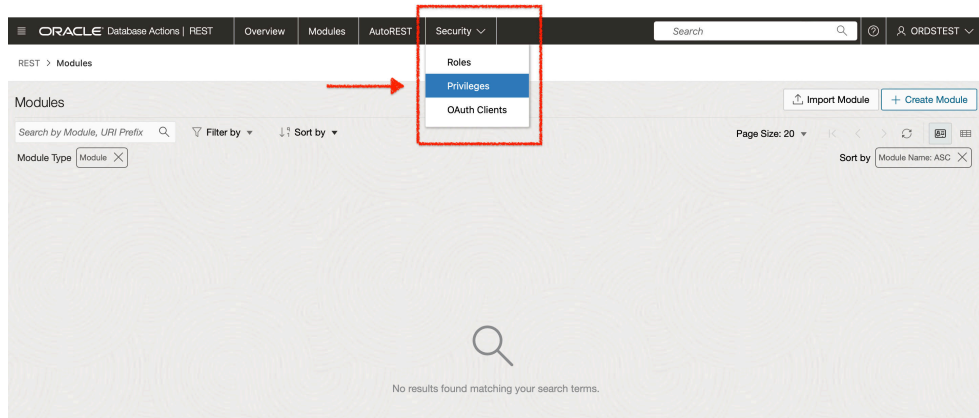 ORACLE Database Actions | REST Overview Modules AutoREST Security Search ORDSTEST
REST > Modules
Roles
Privileges
OAuth Clients
Modules
Import Module + Create Module
Search by Module, URI Prefix Filter by Sort by Page Size: 20
Module Type Module Sort by Module Name: ASC
No results found matching your search terms.